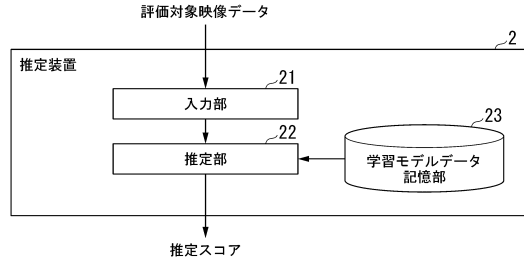 評価対象映像データ
2
推定装置
21
入力部
22
推定部
23
学習モデルデータ
記憶部
推定スコア